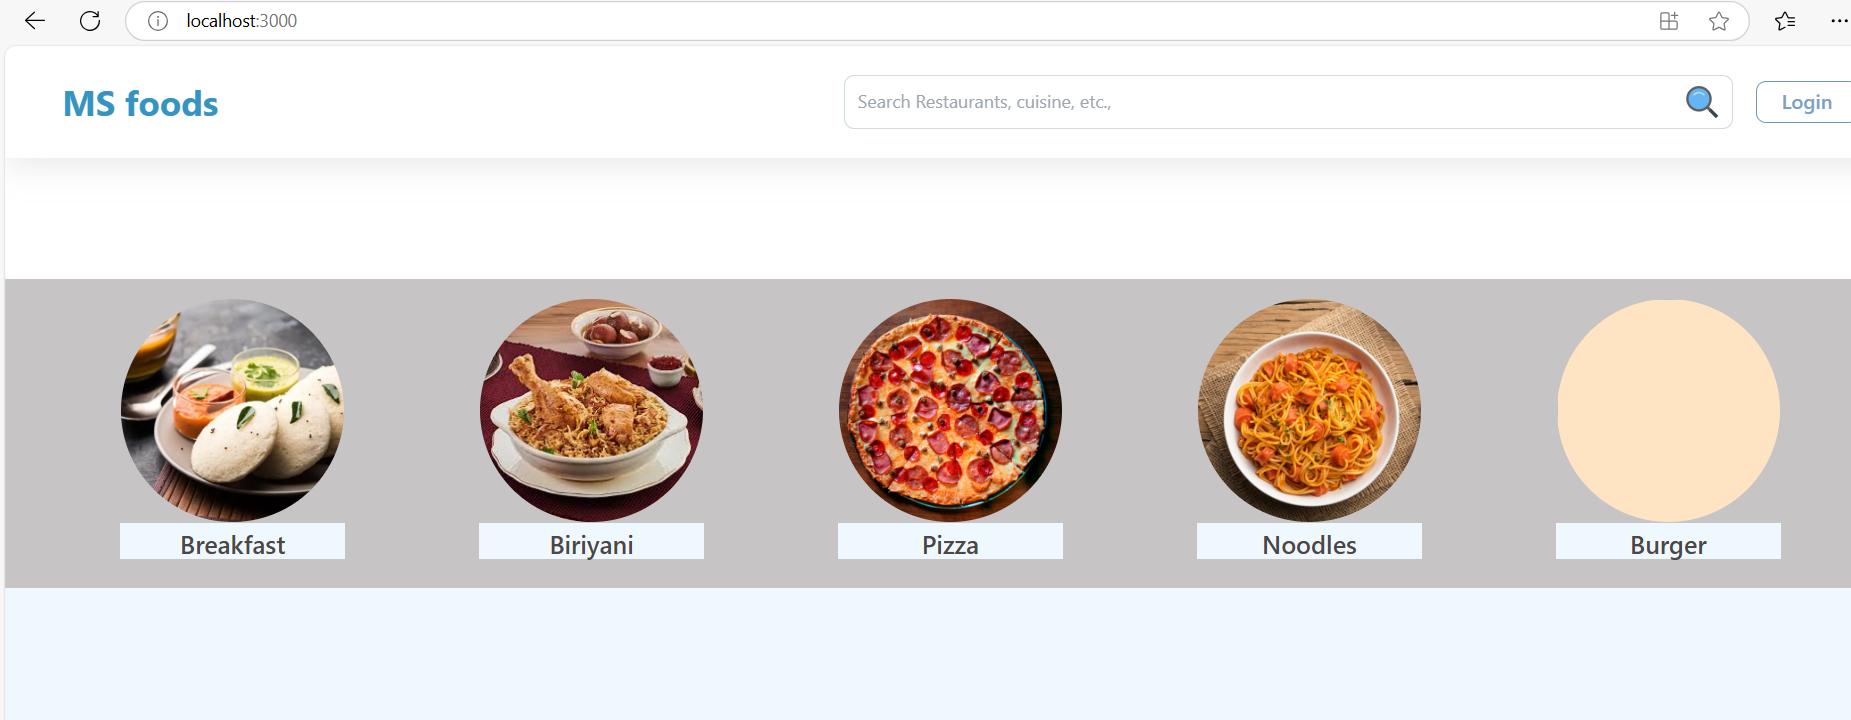 localhost:3000
MS foods
Search Restaurants, cuisine, etc.,
Login
Breakfast
Biriyani
Pizza
Noodles
Burger